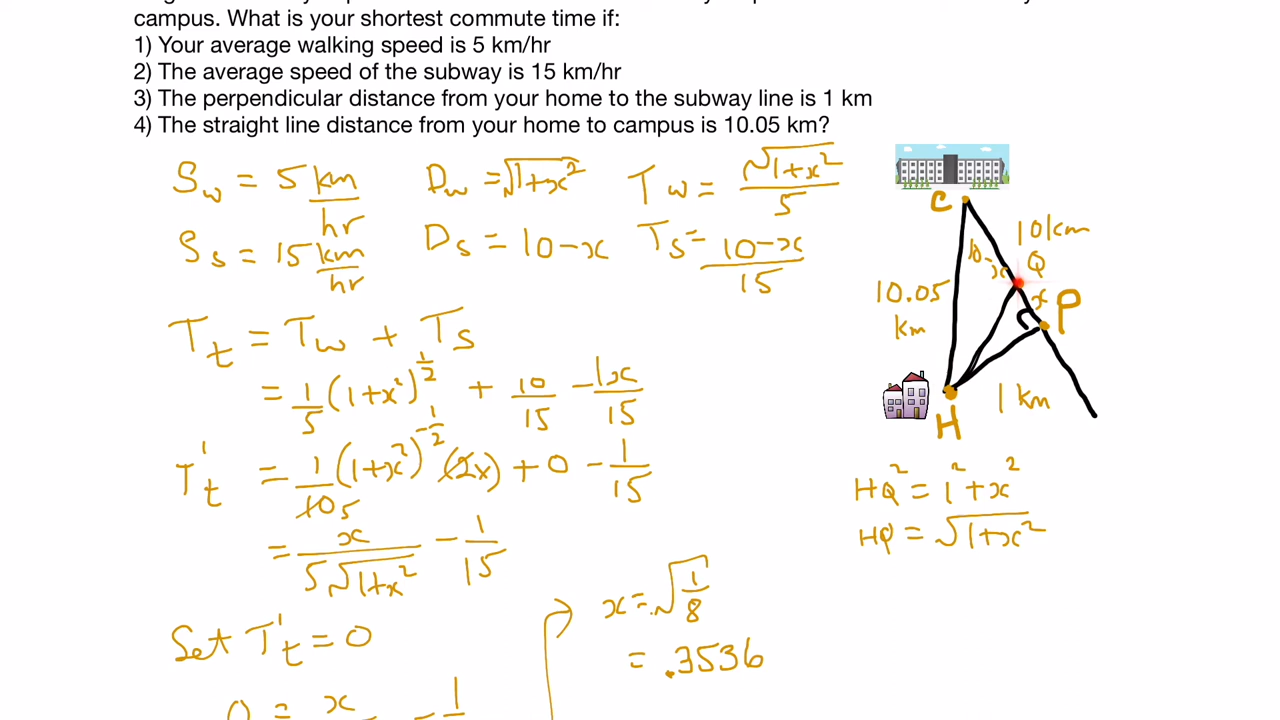 campus. What is your shortest commute time if:
1) Your average walking speed is 5 km/hr
2) The average speed of the subway is 15 km/hr
3) The perpendicular distance from your home to the subway line is 1 km
4) The straight line distance from your home to campus is 10.05 km?
S_w = 5 km/hr D_w = √(1+x²) T_w = √(1+x²)/5
S_s = 15 km/hr D_s = 10-x T_s = (10-x)/15
T_t = T_w + T_s
= 1/5 (1+x²)^(1/2) + 10/15 - 1x/15
T'_t = 1/10 5 (1+x²)^(-1/2) (2x) + 0 - 1/15
= x/(5√(1+x²)) - 1/15
Set T'_t = 0
0 = x - 1
x = √(1/8)
= .3536
C
10km
10-x
Q
x
P
10.05
km
1 km
H
HQ² = 1² + x²
HQ = √(1+x²)